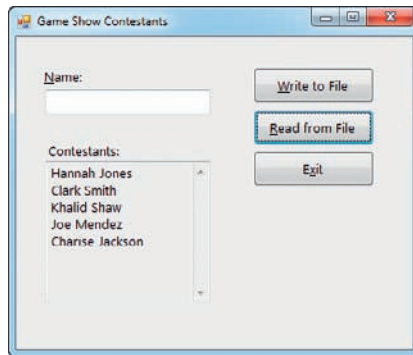 Game Show Contestants
Name:
Write to File
Read from File
Exit
Contestants:
Hannah Jones
Clark Smith
Khalid Shaw
Joe Mendez
Charise Jackson